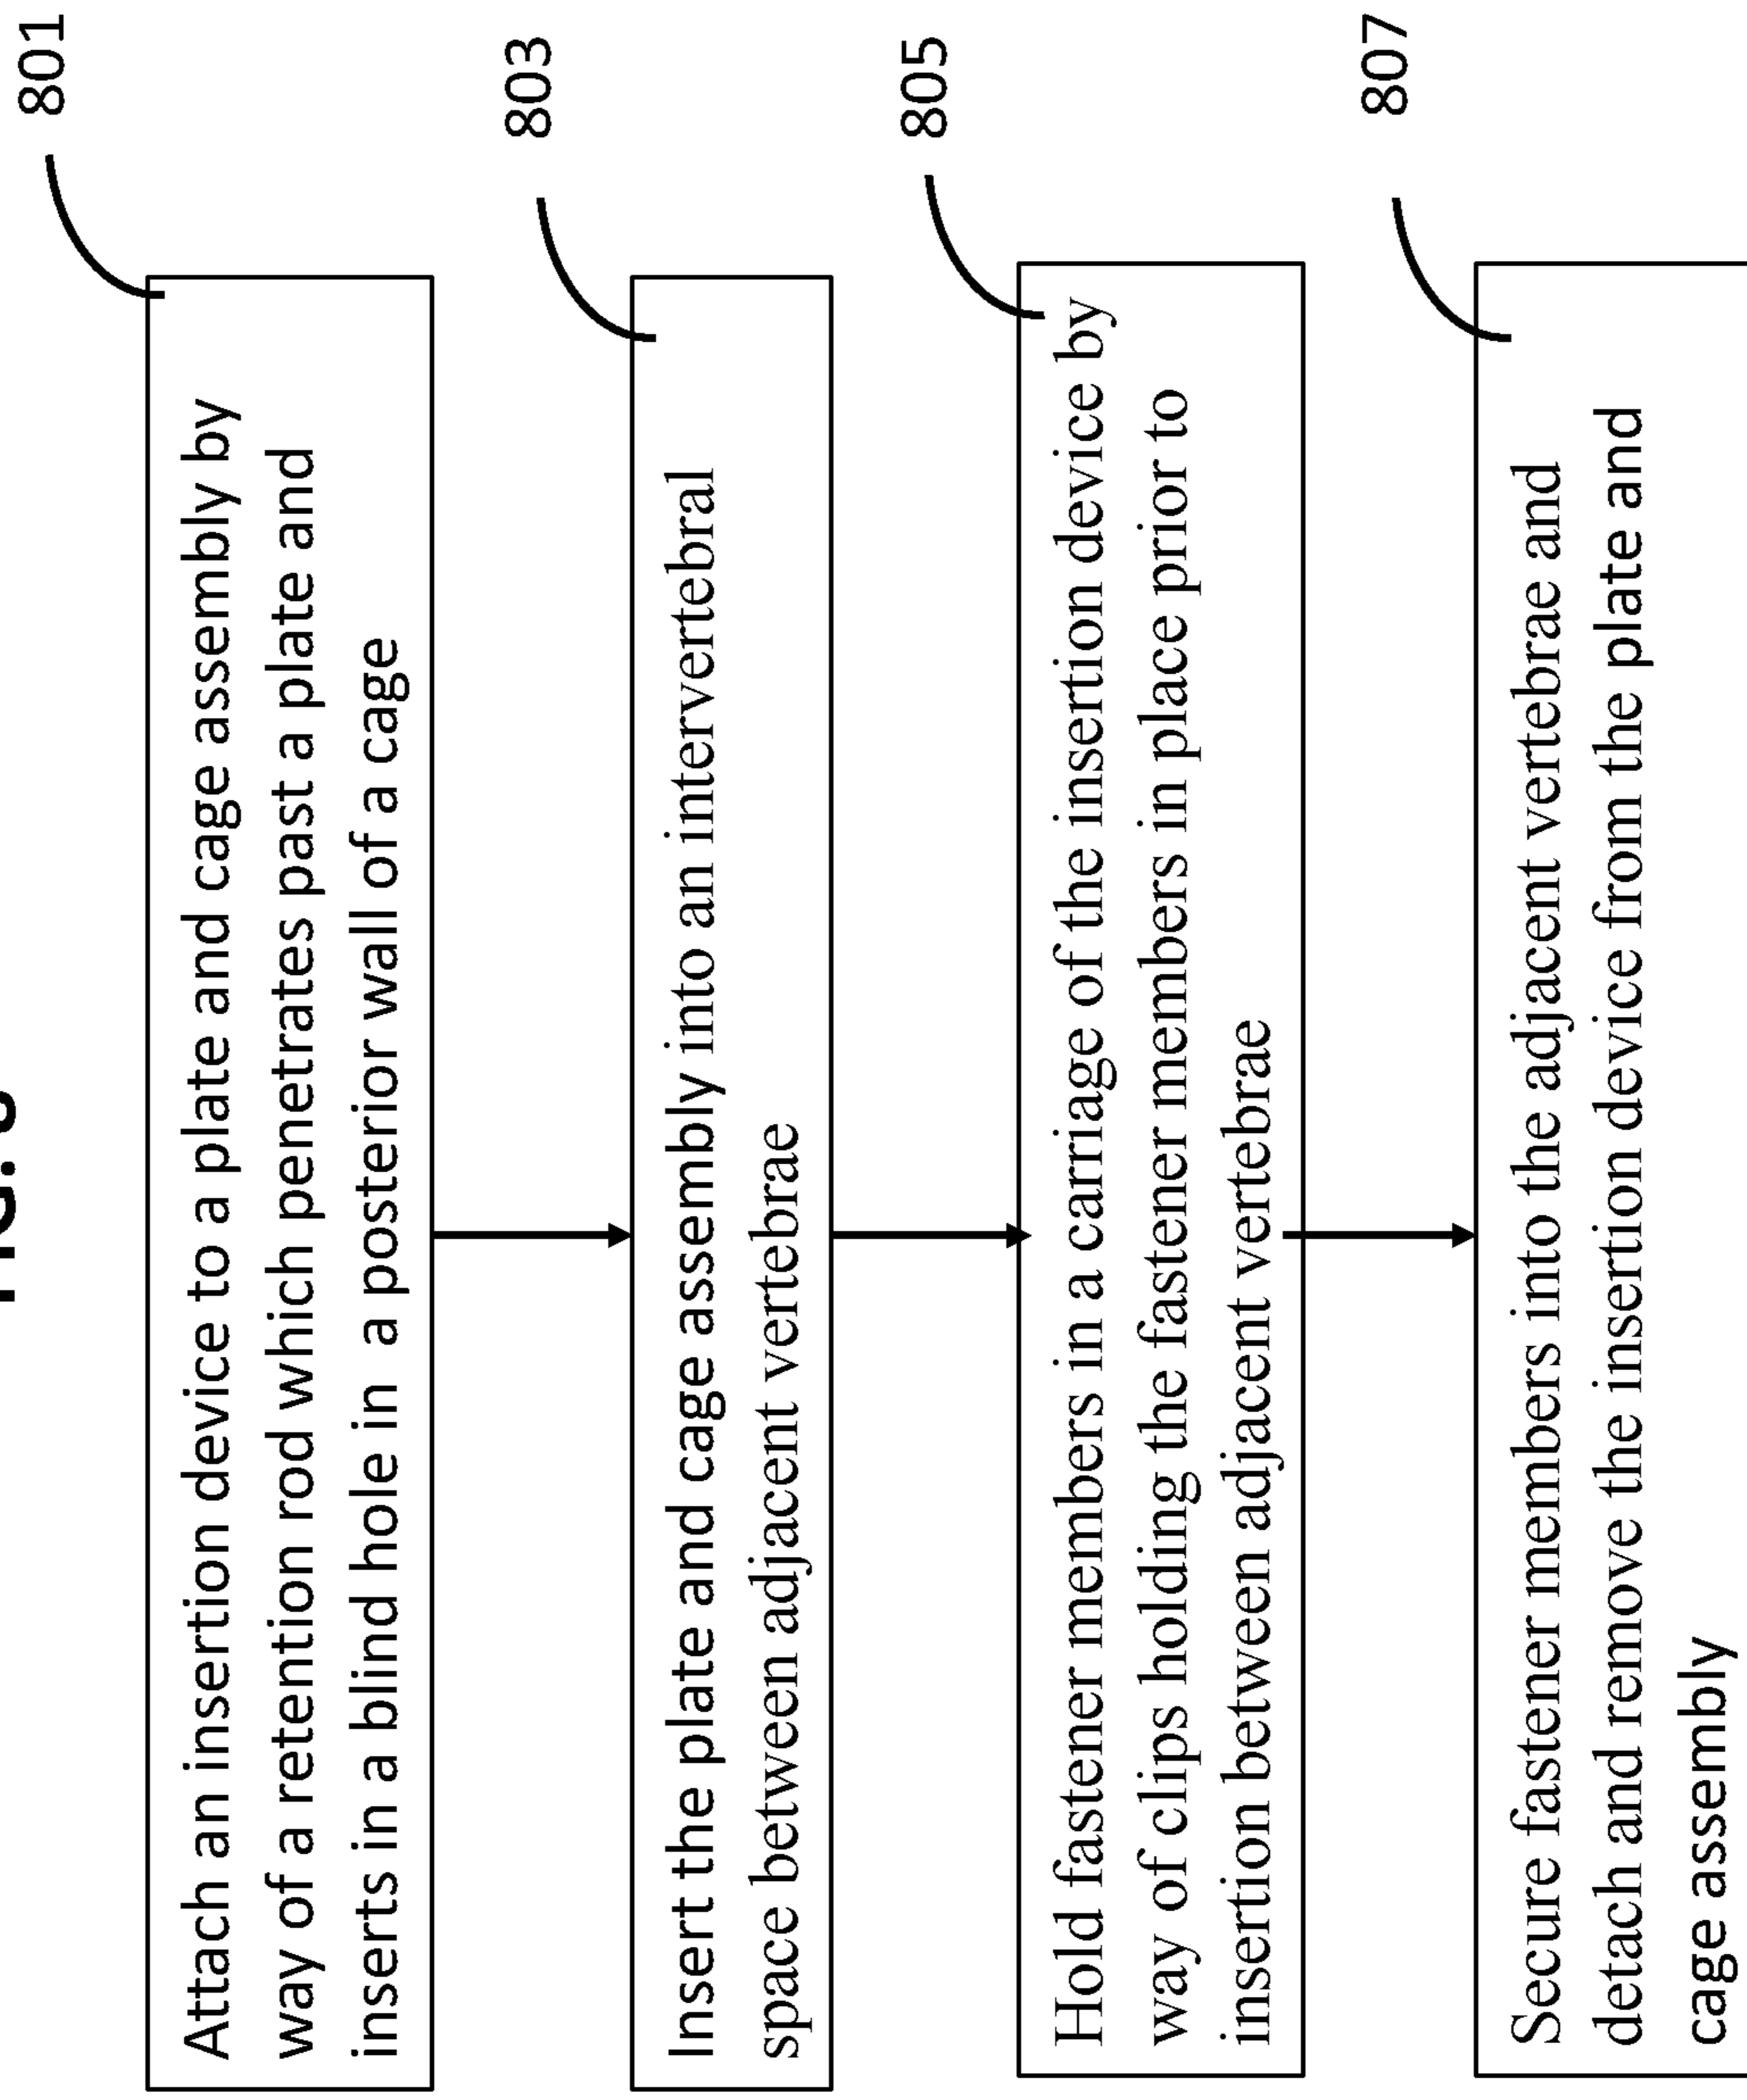 801
Attach an insertion device to a plate and cage assembly by
way of a retention rod which penetrates past a plate and
inserts in a blind hole in a posterior wall of a cage
803
Insert the plate and cage assembly into an intervertebral
space between adjacent vertebrae
805
Hold fastener members in a carriage of the insertion device by
way of clips holding the fastener members in place prior to
insertion between adjacent vertebrae
807
Secure fastener members into the adjacent vertebrae and
detach and remove the insertion device from the plate and
cage assembly